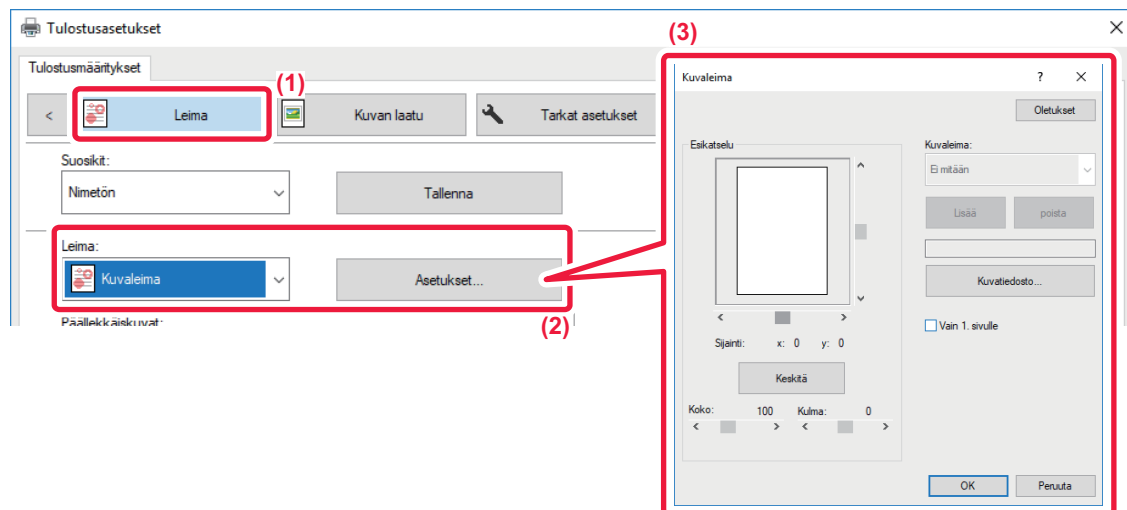 Tulostusasetukset
Tulostusmääritykset
(1)
<
Leima
Kuvan laatu
Tarkat asetukset
Suosikit:
Nimetön
Tallenna
Leima:
Kuvaleima
Asetukset...
(2)
Päällekkäiskuvat:
(3)
Kuvaleima
?
Oletukset
Esikatselu
Kuvaleima:
Ei mitään
Lisää
poista
Kuvatiedosto...
Vain 1. sivulle
Sijainti: x: 0 y: 0
Keskitä
Koko: 100 Kulma: 0
OK
Peruuta